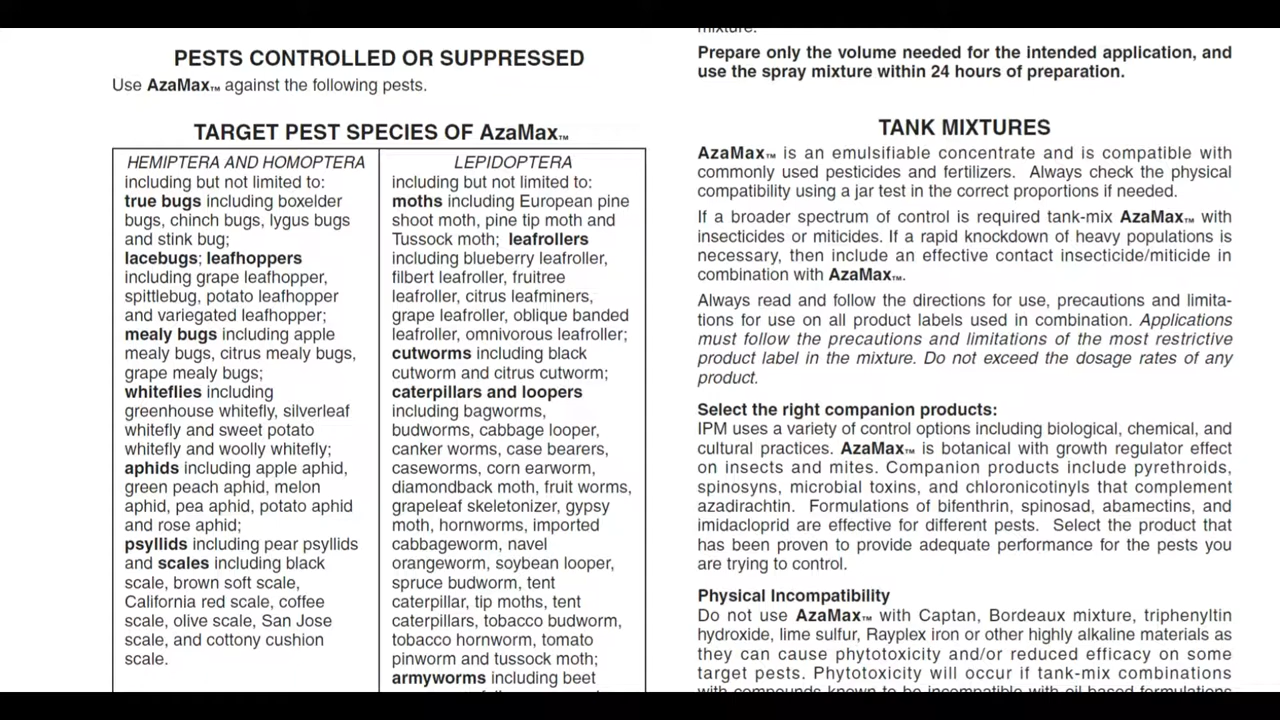 PESTS CONTROLLED OR SUPPRESSED
Use AzaMax™ against the following pests.
TARGET PEST SPECIES OF AzaMax™
HEMIPTERA AND HOMOPTERA
including but not limited to:
true bugs including boxelder
bugs, chinch bugs, lygus bugs
and stink bug;
lacebugs; leafhoppers
including grape leafhopper,
spittlebug, potato leafhopper
and variegated leafhopper;
mealy bugs including apple
mealy bugs, citrus mealy bugs,
grape mealy bugs;
whiteflies including
greenhouse whitefly, silverleaf
whitefly and sweet potato
whitefly and woolly whitefly;
aphids including apple aphid,
green peach aphid, melon
aphid, pea aphid, potato aphid
and rose aphid;
psyllids including pear psyllids
and scales including black
scale, brown soft scale,
California red scale, coffee
scale, olive scale, San Jose
scale, and cottony cushion
scale.
LEPIDOPTERA
including but not limited to:
moths including European pine
shoot moth, pine tip moth and
Tussock moth; leafrollers
including blueberry leafroller,
filbert leafroller, fruitree
leafroller, citrus leafminers,
grape leafroller, oblique banded
leafroller, omnivorous leafroller;
cutworms including black
cutworm and citrus cutworm;
caterpillars and loopers
including bagworms,
budworms, cabbage looper,
canker worms, case bearers,
caseworms, corn earworm,
diamondback moth, fruit worms,
grapeleaf skeletonizer, gypsy
moth, hornworms, imported
cabbageworm, navel
orangeworm, soybean looper,
spruce budworm, tent
caterpillar, tip moths, tent
caterpillars, tobacco budworm,
tobacco hornworm, tomato
pinworm and tussock moth;
armyworms including beet
mixture.
Prepare only the volume needed for the intended application, and
use the spray mixture within 24 hours of preparation.
TANK MIXTURES
AzaMax™ is an emulsifiable concentrate and is compatible with
commonly used pesticides and fertilizers. Always check the physical
compatibility using a jar test in the correct proportions if needed.
If a broader spectrum of control is required tank-mix AzaMax™ with
insecticides or miticides. If a rapid knockdown of heavy populations is
necessary, then include an effective contact insecticide/miticide in
combination with AzaMax™.
Always read and follow the directions for use, precautions and limita-
tions for use on all product labels used in combination. Applications
must follow the precautions and limitations of the most restrictive
product label in the mixture. Do not exceed the dosage rates of any
product.
Select the right companion products:
IPM uses a variety of control options including biological, chemical, and
cultural practices. AzaMax™ is botanical with growth regulator effect
on insects and mites. Companion products include pyrethroids,
spinosyns, microbial toxins, and chloronicotinyls that complement
azadirachtin. Formulations of bifenthrin, spinosad, abamectins, and
imidacloprid are effective for different pests. Select the product that
has been proven to provide adequate performance for the pests you
are trying to control.
Physical Incompatibility
Do not use AzaMax™ with Captan, Bordeaux mixture, triphenyltin
hydroxide, lime sulfur, Rayplex iron or other highly alkaline materials as
they can cause phytotoxicity and/or reduced efficacy on some
target pests. Phytotoxicity will occur if tank-mix combinations
with compounds known to be incompatible with oil based formulations